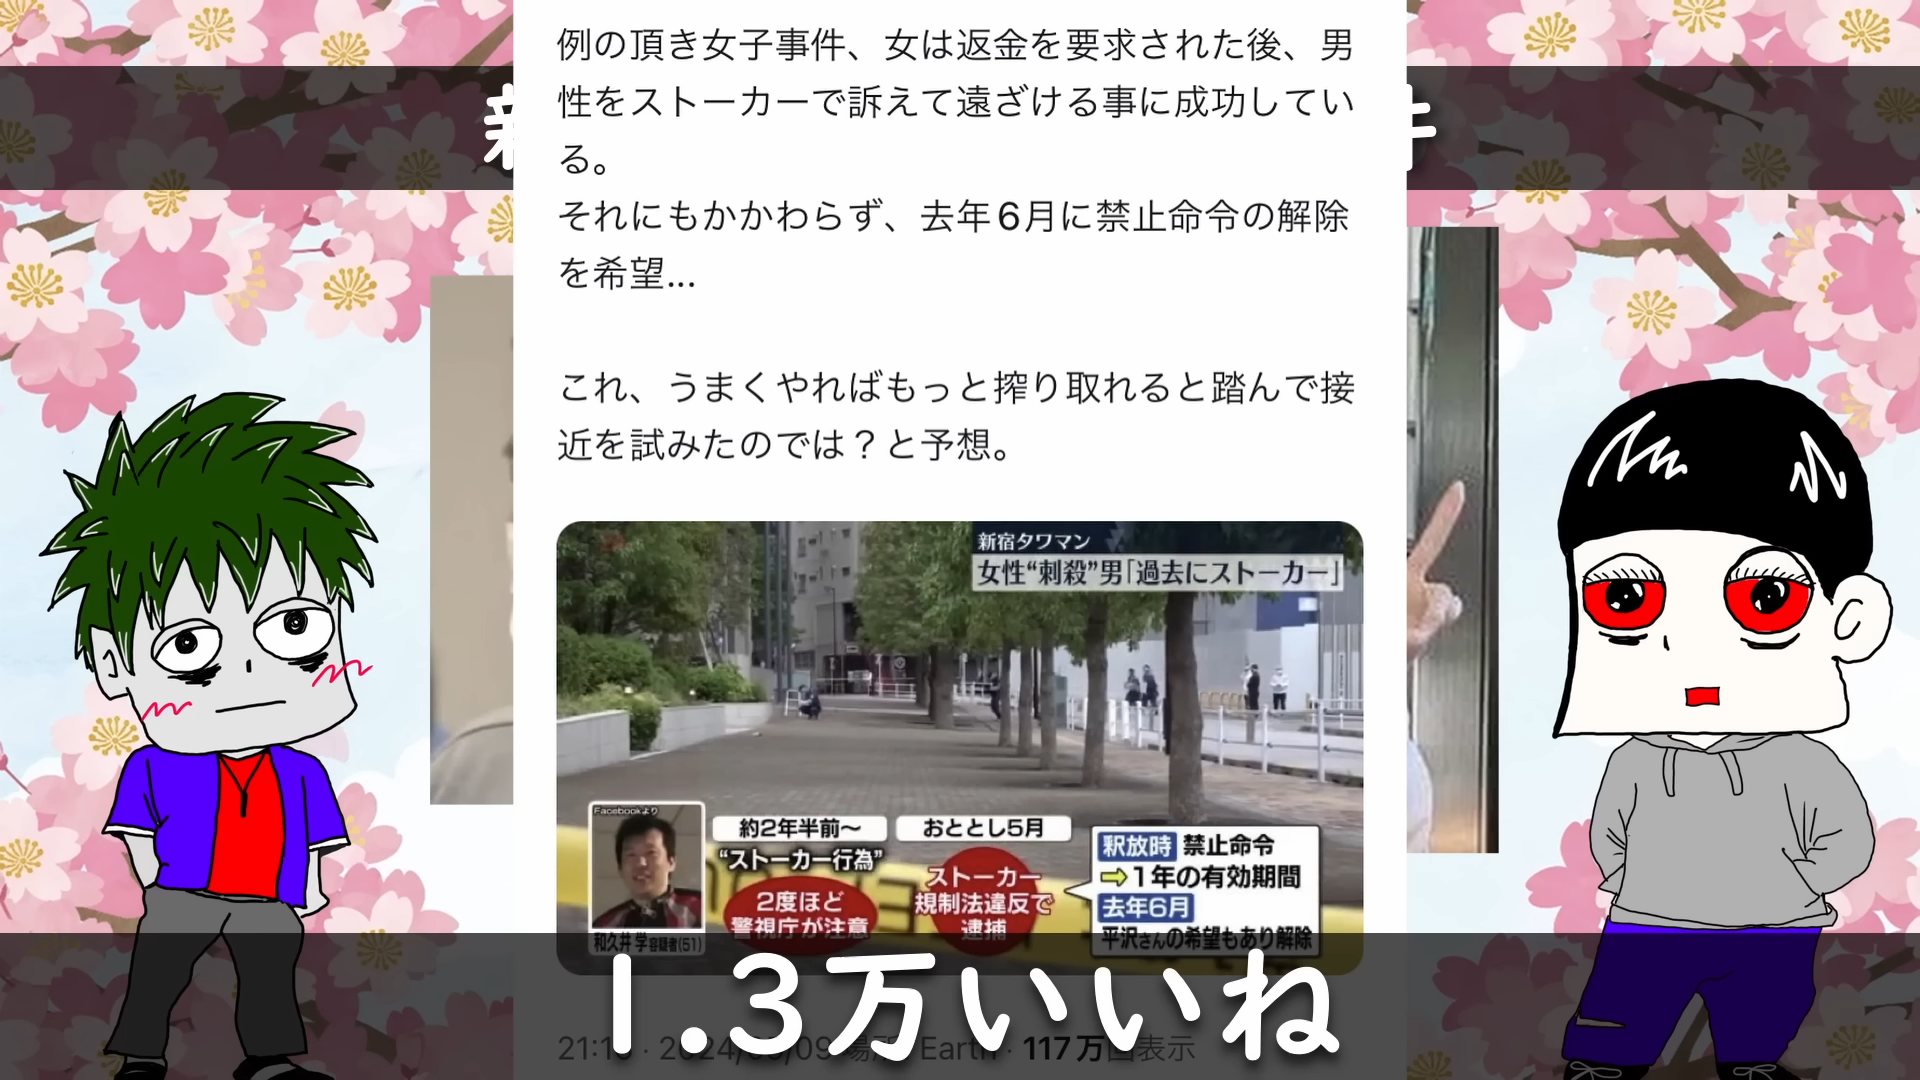 例の頂き女子事件、女は返金を要求された後、男
性をストーカーで訴えて遠ざける事に成功してい
る。
それにもかかわらず、去年6月に禁止命令の解除
を希望…
これ、うまくやればもっと搾り取れると踏んで接
近を試みたのでは？と予想。
新宿タワマン
女性“刺殺”男「過去にストーカー」
Facebookより
和久井 学容疑者(51)
約2年半前～
“ストーカー行為”
2度ほど
警視庁が注意
おととし5月
ストーカー
規制法違反で
逮捕
釈放時 禁止命令
⇒1年の有効期間
去年6月
平沢さんの希望もあり解除
1.3万いいね
Earth · 117万回表示